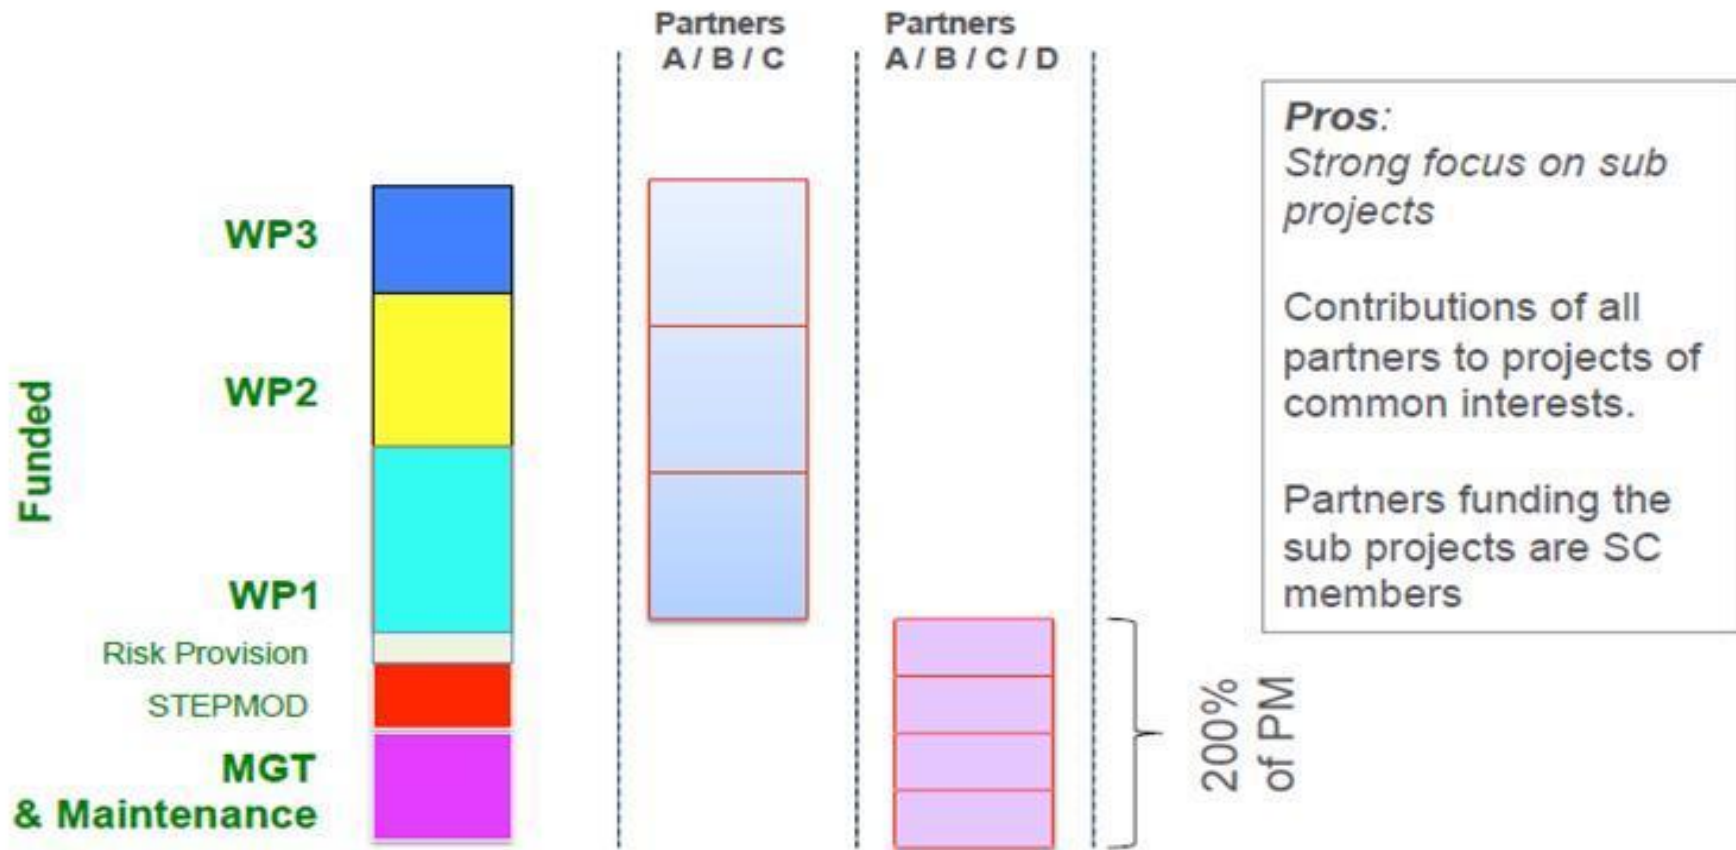 Partners
A / B / C
Partners
A / B / C / D
Funded
WP3
WP2
WP1
Risk Provision
STEPMOD
MGT
& Maintenance
200%
of PM
Pros:
Strong focus on sub
projects
Contributions of all
partners to projects of
common interests.
Partners funding the
sub projects are SC
members